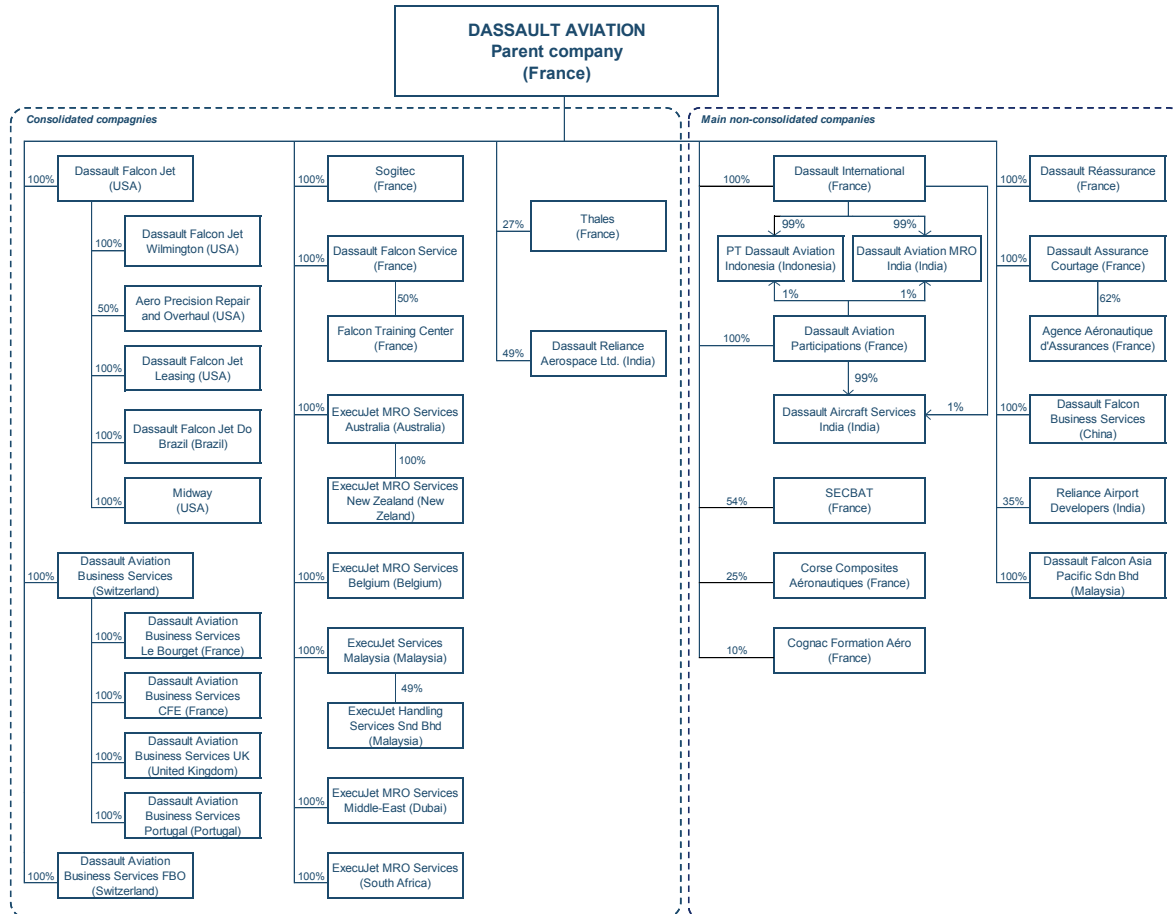 DASSAULT AVIATION
Parent company
(France)
Consolidated compagnies
100%
Dassault Falcon Jet
(USA)
100%
Dassault Falcon Jet
Wilmington (USA)
50%
Aero Precision Repair
and Overhaul (USA)
100%
Dassault Falcon Jet
Leasing (USA)
100%
Dassault Falcon Jet Do
Brazil (Brazil)
100%
Midway
(USA)
100%
Dassault Aviation
Business Services
(Switzerland)
100%
Dassault Aviation
Business Services
Le Bourget (France)
100%
Dassault Aviation
Business Services
CFE (France)
100%
Dassault Aviation
Business Services UK
(United Kingdom)
100%
Dassault Aviation
Business Services
Portugal (Portugal)
100%
Dassault Aviation
Business Services FBO
(Switzerland)
100%
Sogitec
(France)
100%
Dassault Falcon Service
(France)
50%
Falcon Training Center
(France)
100%
ExecuJet MRO Services
Australia (Australia)
100%
ExecuJet MRO Services
New Zealand (New
Zeland)
100%
ExecuJet MRO Services
Belgium (Belgium)
100%
ExecuJet Services
Malaysia (Malaysia)
49%
ExecuJet Handling
Services Snd Bhd
(Malaysia)
100%
ExecuJet MRO Services
Middle-East (Dubai)
100%
ExecuJet MRO Services
(South Africa)
27%
Thales
(France)
49%
Dassault Reliance
Aerospace Ltd. (India)
Main non-consolidated companies
100%
Dassault International
(France)
99%
99%
PT Dassault Aviation
Indonesia (Indonesia)
Dassault Aviation MRO
India (India)
1%
1%
100%
Dassault Aviation
Participations (France)
99%
Dassault Aircraft Services
India (India)
1%
54%
SECBAT
(France)
25%
Corse Composites
Aéronautiques (France)
10%
Cognac Formation Aéro
(France)
100%
Dassault Réassurance
(France)
100%
Dassault Assurance
Courtage (France)
62%
Agence Aéronautique
d'Assurances (France)
100%
Dassault Falcon
Business Services
(China)
35%
Reliance Airport
Developers (India)
100%
Dassault Falcon Asia
Pacific Sdn Bhd
(Malaysia)